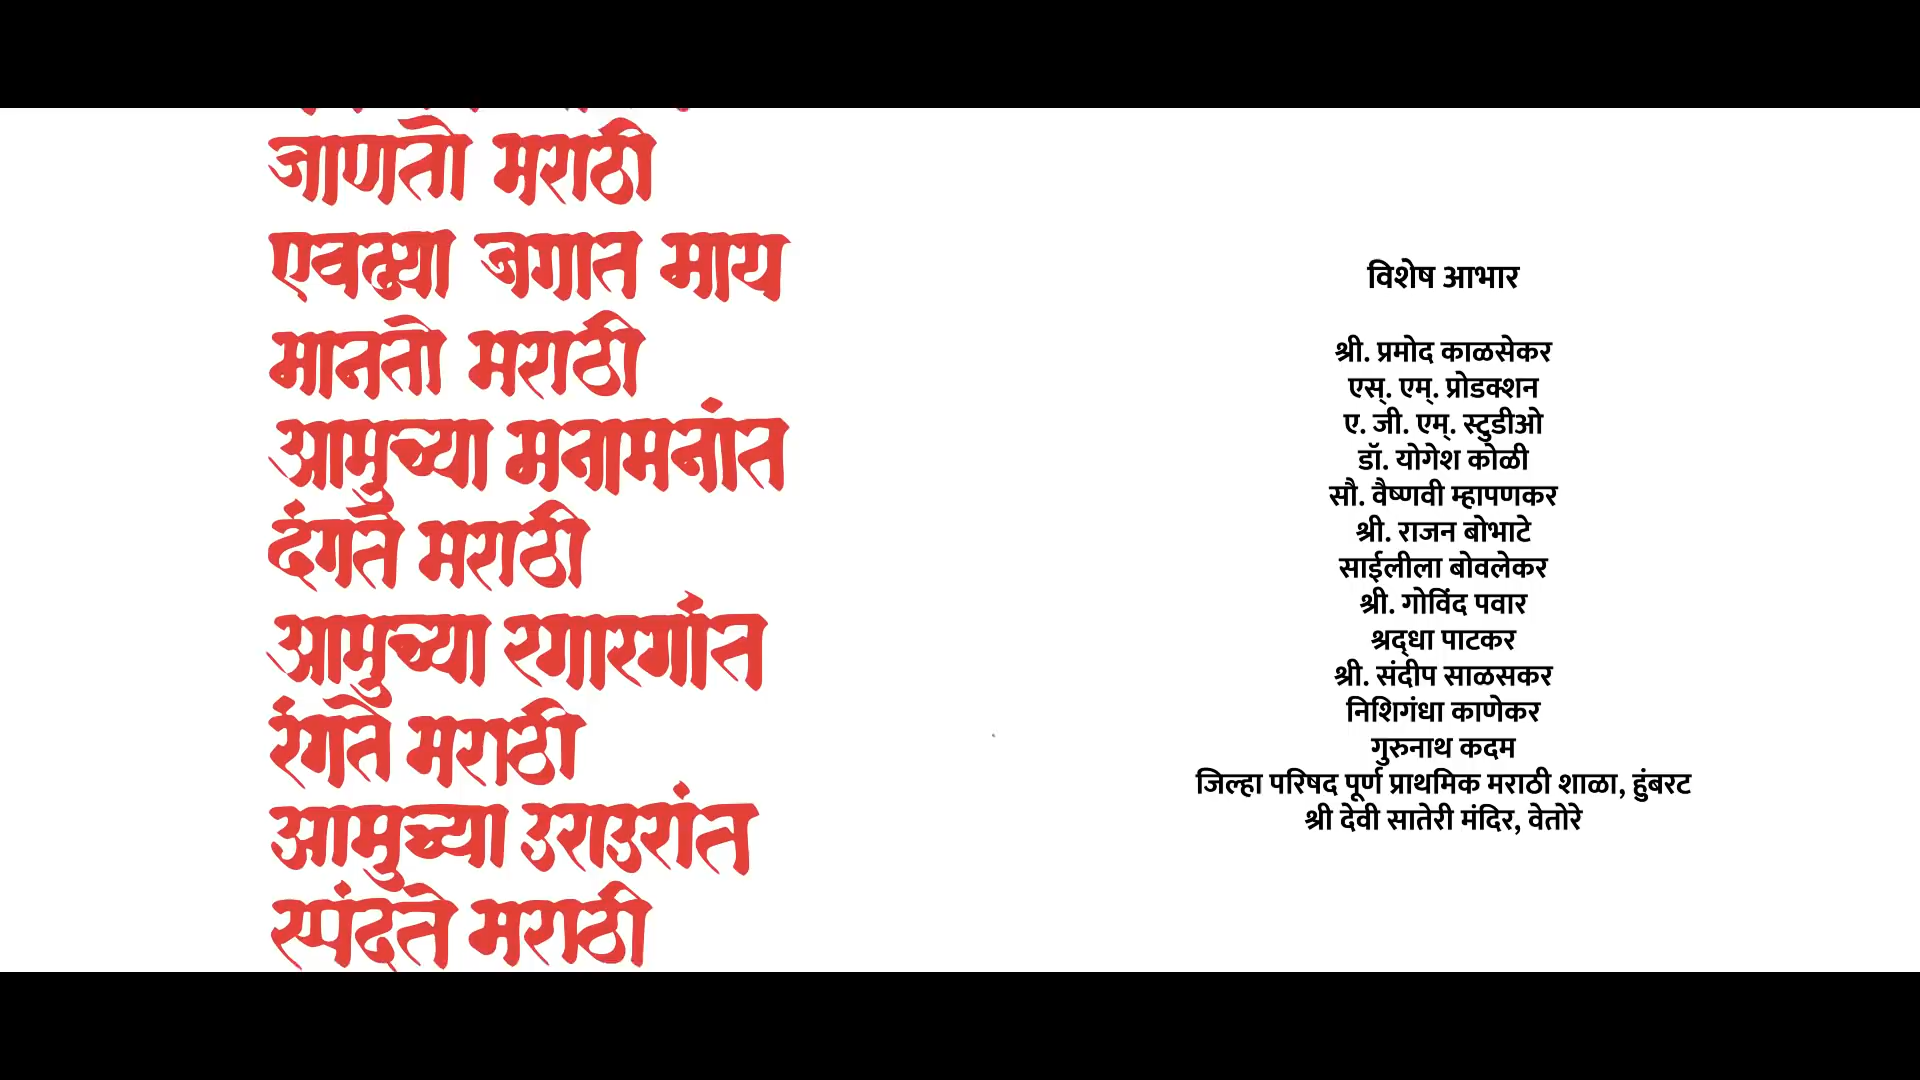 जाणतो मराठी
एवढ्या जगात माय
मानतो मराठी
आमुच्या मनामनांत
दंगते मराठी
आमुच्या रगारगांत
रंगते मराठी
आमुच्या उराउरांत
स्पंदते मराठी
विशेष आभार
श्री. प्रमोद काळसेकर
एस्. एम्. प्रोडक्शन
ए. जी. एम्. स्टुडीओ
डॉ. योगेश कोळी
सौ. वैष्णवी म्हापणकर
श्री. राजन बोभाटे
साईलीला बोवलेकर
श्री. गोविंद पवार
श्रद्धा पाटकर
श्री. संदीप साळसकर
निशिगंधा काणेकर
गुरुनाथ कदम
जिल्हा परिषद पूर्ण प्राथमिक मराठी शाळा, हुंबरट
श्री देवी सातेरी मंदिर, वेतोरे